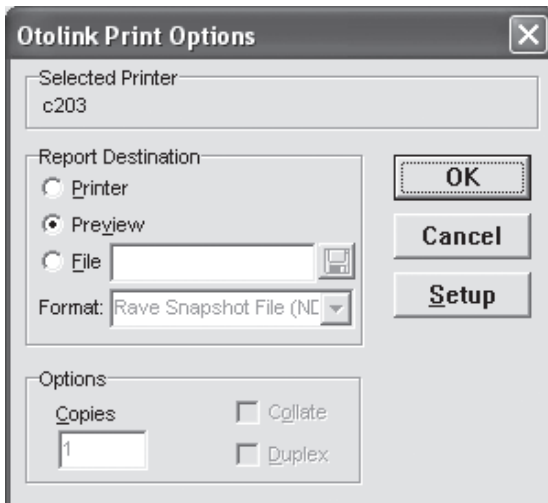 Otolink Print Options
Selected Printer
c203
Report Destination
Printer
Preview
File
Format: Rave Snapshot File (ND
OK
Cancel
Setup
Options
Copies
1
Collate
Duplex